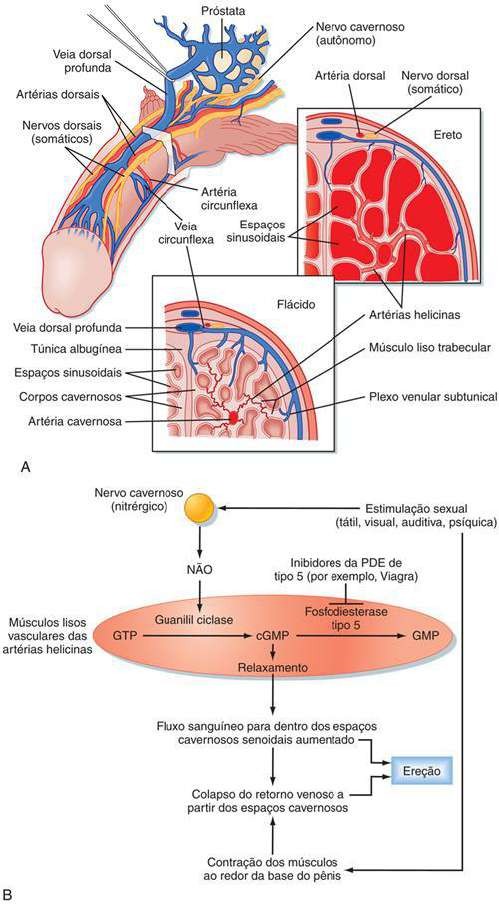 Próstata
Nervo cavernoso
(autônomo)
Veia dorsal
profunda
Artéria dorsal
Nervo dorsal
(somático)
Artérias dorsais
Nervos dorsais
(somáticos)
Ereto
Artéria
circunflexa
Veia
circunflexa
Espaços
sinusoidais
Flácido
Artérias helicinas
Veia dorsal profunda
Túnica albugínea
Músculo liso trabecular
Espaços sinusoidais
Corpos cavernosos
Plexo venular subtunical
Artéria cavernosa
A
Nervo cavernoso
(nitrérgico)
Estimulação sexual
(tátil, visual, auditiva, psíquica)
NÃO
Inibidores da PDE de
tipo 5 (por exemplo, Viagra)
Músculos lisos
vasculares das
artérias helicinas
Guanilil ciclase
Fosfodiesterase
tipo 5
GTP
cGMP
GMP
Relaxamento
Fluxo sanguíneo para dentro dos espaços
cavernosos senoidais aumentado
Ereção
Colapso do retorno venoso a
partir dos espaços cavernosos
Contração dos músculos
ao redor da base do pênis
B